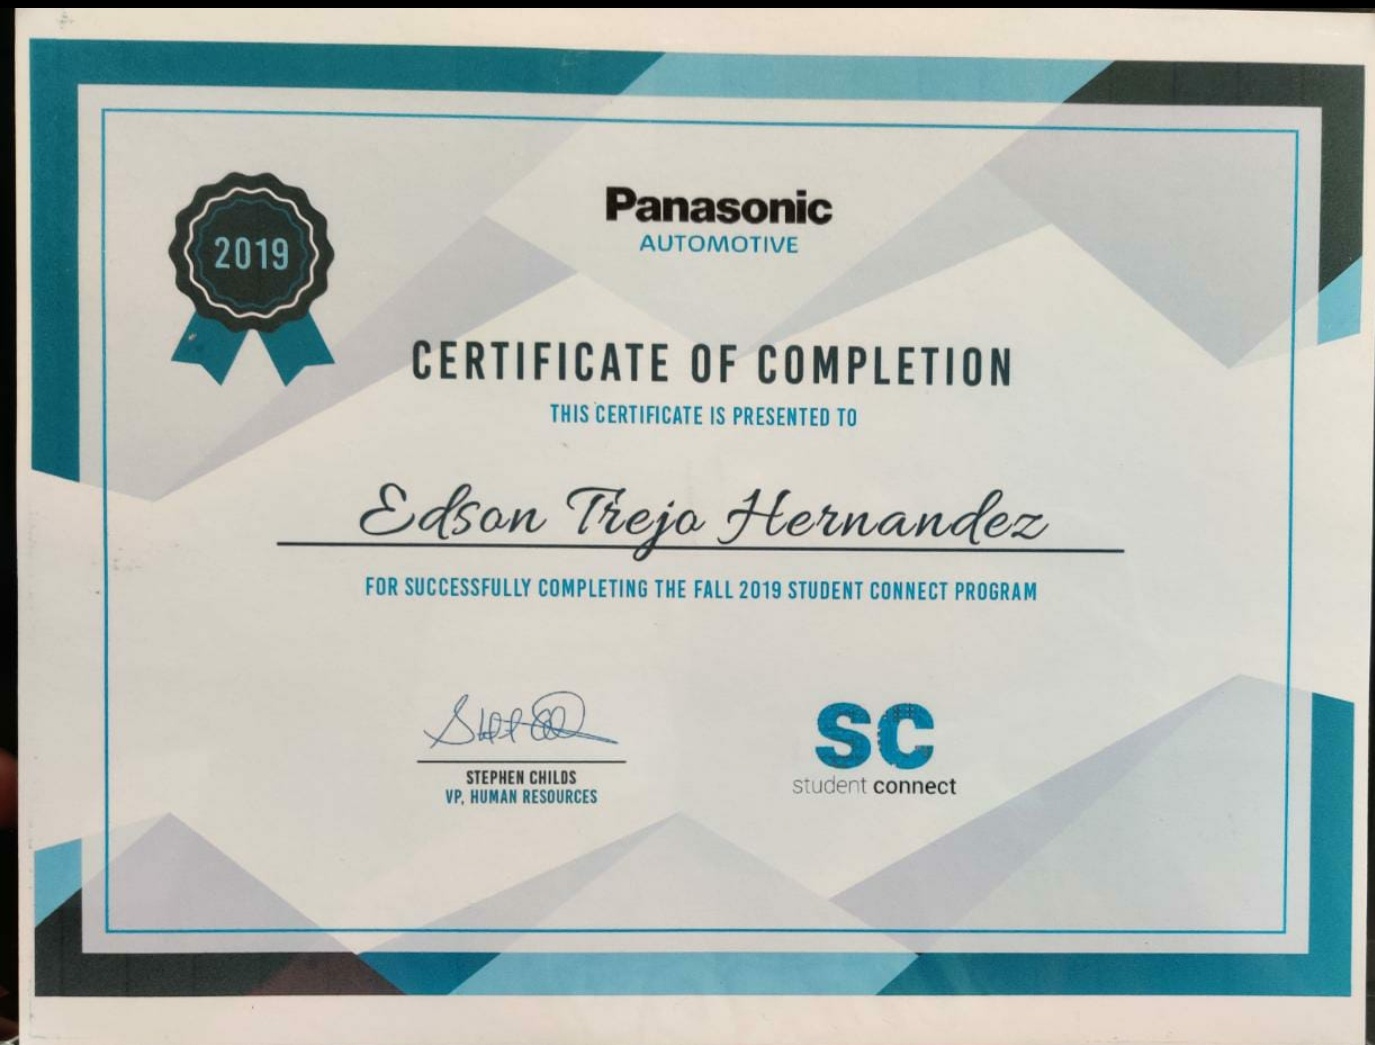 2019
Panasonic
AUTOMOTIVE
CERTIFICATE OF COMPLETION
THIS CERTIFICATE IS PRESENTED TO
Edson Trejo Hernandez
FOR SUCCESSFULLY COMPLETING THE FALL 2019 STUDENT CONNECT PROGRAM
STEPHEN CHILDS
VP, HUMAN RESOURCES
SC
student connect